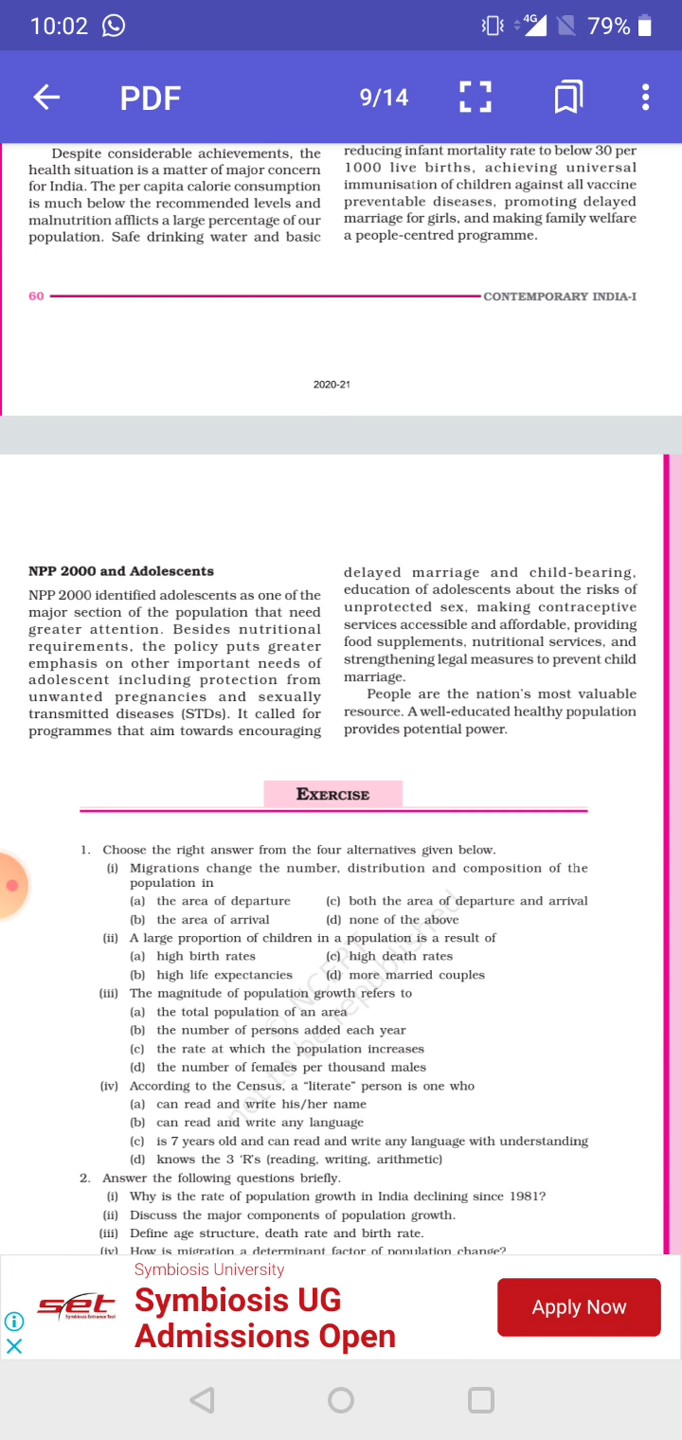 10:02
4G
79%
PDF
9/14
Despite considerable achievements, the
health situation is a matter of major concern
for India. The per capita calorie consumption
is much below the recommended levels and
malnutrition afflicts a large percentage of our
population. Safe drinking water and basic
reducing infant mortality rate to below 30 per
1000 live births, achieving universal
immunisation of children against all vaccine
preventable diseases, promoting delayed
marriage for girls, and making family welfare
a people-centred programme.
60
CONTEMPORARY INDIA-I
2020-21
NPP 2000 and Adolescents
NPP 2000 identified adolescents as one of the
major section of the population that need
greater attention. Besides nutritional
requirements, the policy puts greater
emphasis on other important needs of
adolescent including protection from
unwanted pregnancies and sexually
transmitted diseases (STDs). It called for
programmes that aim towards encouraging
delayed marriage and child-bearing,
education of adolescents about the risks of
unprotected sex, making contraceptive
services accessible and affordable, providing
food supplements, nutritional services, and
strengthening legal measures to prevent child
marriage.
People are the nation's most valuable
resource. A well-educated healthy population
provides potential power.
EXERCISE
1. Choose the right answer from the four alternatives given below.
(i) Migrations change the number, distribution and composition of the
population in
(a) the area of departure (c) both the area of departure and arrival
(b) the area of arrival (d) none of the above
(ii) A large proportion of children in a population is a result of
(a) high birth rates (c) high death rates
(b) high life expectancies (d) more married couples
(iii) The magnitude of population growth refers to
(a) the total population of an area
(b) the number of persons added each year
(c) the rate at which the population increases
(d) the number of females per thousand males
(iv) According to the Census, a "literate" person is one who
(a) can read and write his/her name
(b) can read and write any language
(c) is 7 years old and can read and write any language with understanding
(d) knows the 3 'R's (reading, writing, arithmetic)
2. Answer the following questions briefly.
(i) Why is the rate of population growth in India declining since 1981?
(ii) Discuss the major components of population growth.
(iii) Define age structure, death rate and birth rate.
(iv) How is migration a determinant factor of population change?
© NCERT
not to be republished
Symbiosis University
set
Symbiosis Entrance Test
Symbiosis UG
Admissions Open
Apply Now